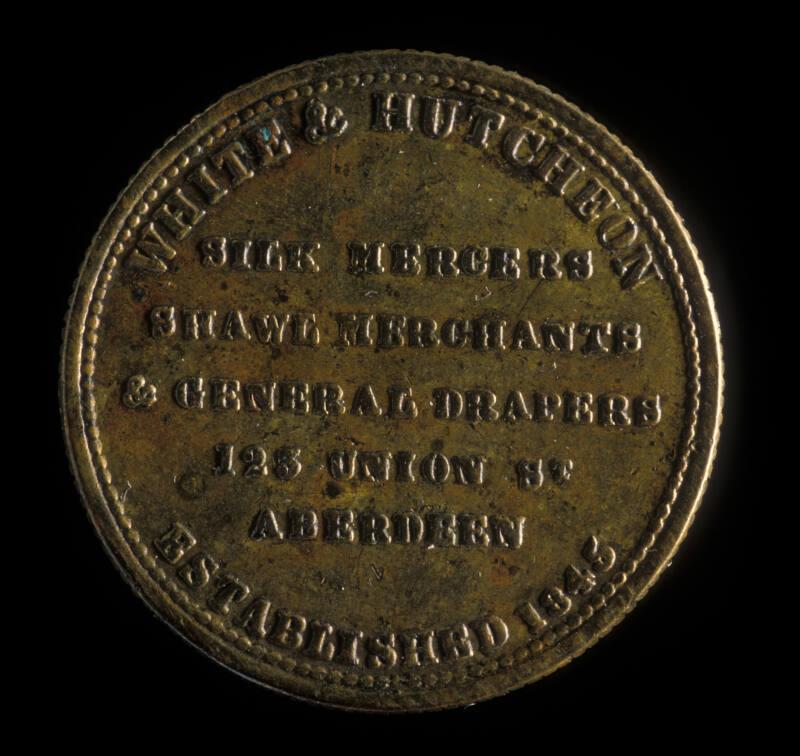 WHITE & HUTCHEON
SILK MERCERS
SHAWL MERCHANTS
& GENERAL DRAPERS
123 UNION ST
ABERDEEN
ESTABLISHED 1845